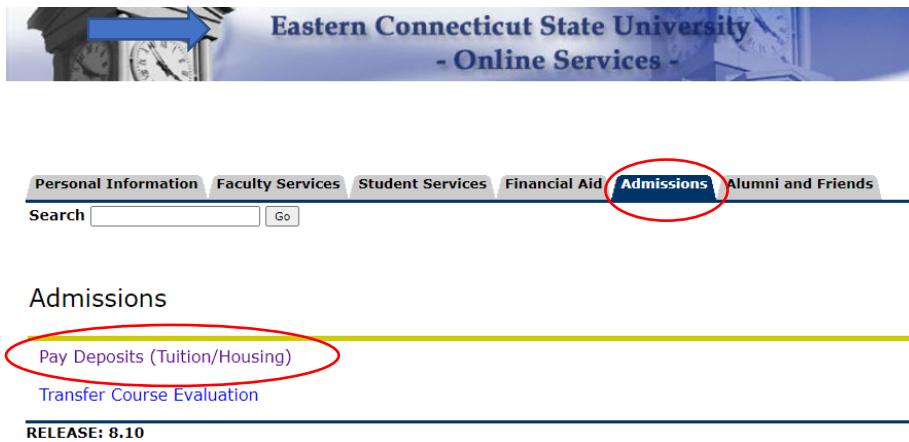 Eastern Connecticut State University
- Online Services -
Personal Information Faculty Services Student Services Financial Aid Admissions Alumni and Friends
Search Go
Admissions
Pay Deposits (Tuition/Housing)
Transfer Course Evaluation
RELEASE: 8.10